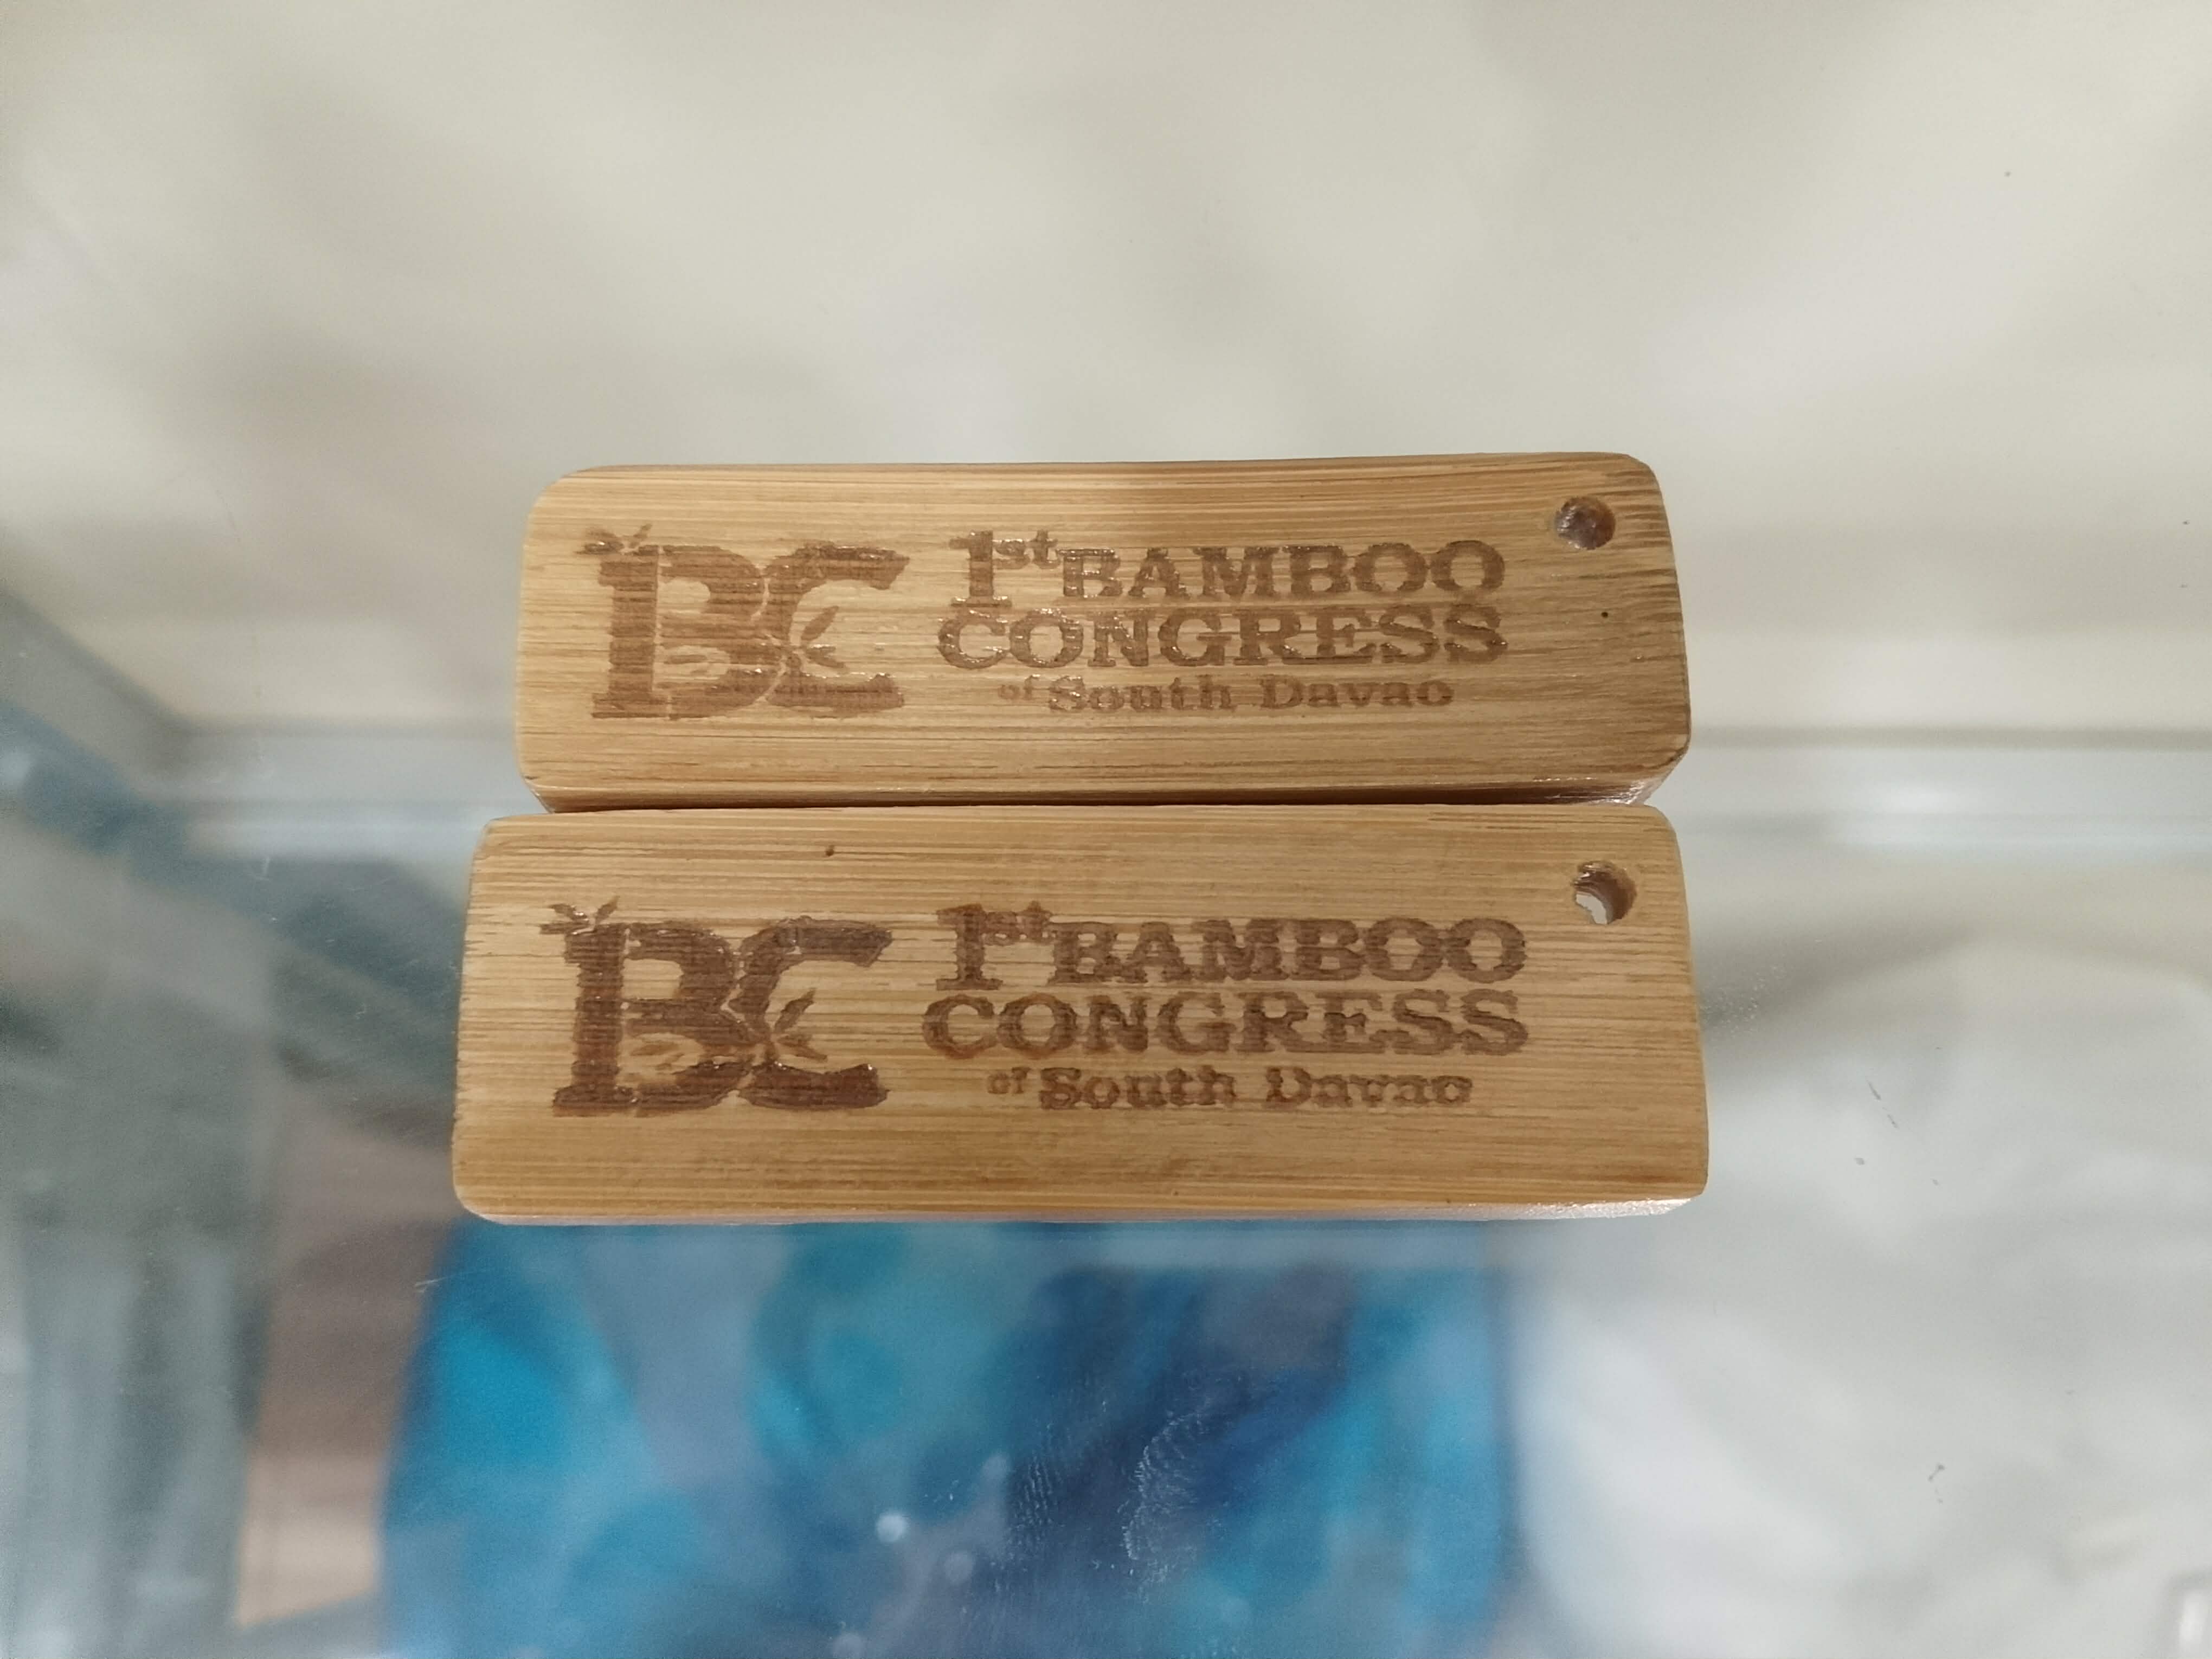 BC
1st BAMBOO
CONGRESS
of South Davao
BC
1st BAMBOO
CONGRESS
of South Davao